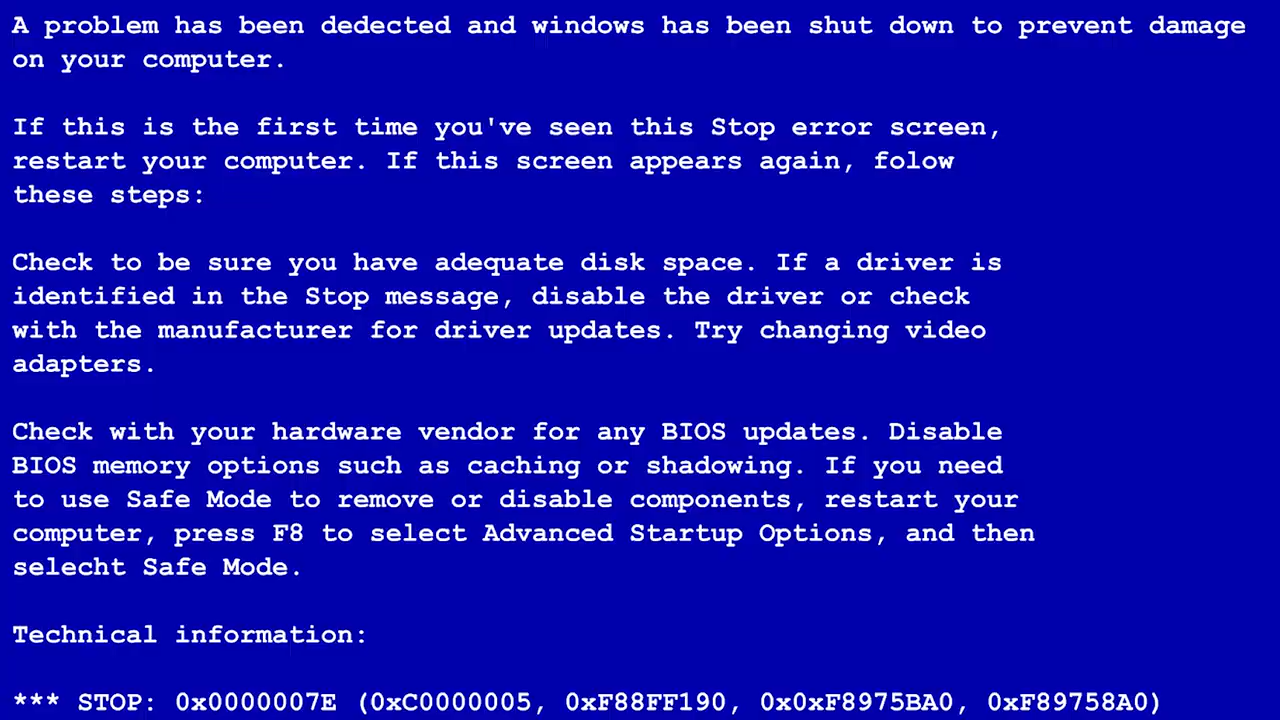 A problem has been dedected and windows has been shut down to prevent damage
on your computer.
If this is the first time you've seen this Stop error screen,
restart your computer. If this screen appears again, folow
these steps:
Check to be sure you have adequate disk space. If a driver is
identified in the Stop message, disable the driver or check
with the manufacturer for driver updates. Try changing video
adapters.
Check with your hardware vendor for any BIOS updates. Disable
BIOS memory options such as caching or shadowing. If you need
to use Safe Mode to remove or disable components, restart your
computer, press F8 to select Advanced Startup Options, and then
selecht Safe Mode.
Technical information:
*** STOP: 0x0000007E (0xC0000005, 0xF88FF190, 0x0xF8975BA0, 0xF89758A0)